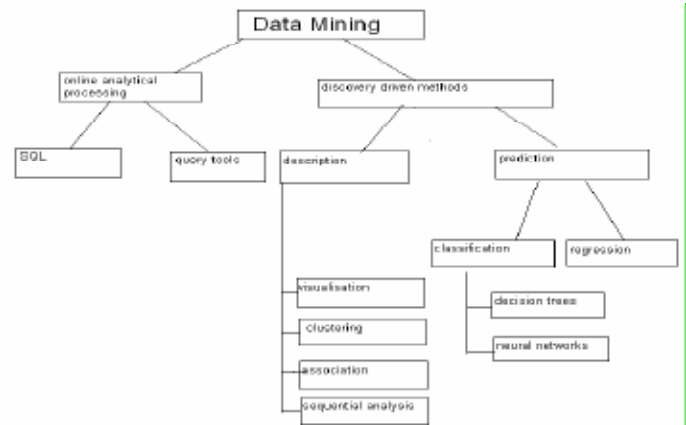 Data Mining
online analytical
processing
discovery driven methods
SQL
query tools
description
prediction
classification
regression
visualisation
decision trees
clustering
neural networks
association
sequential analysis